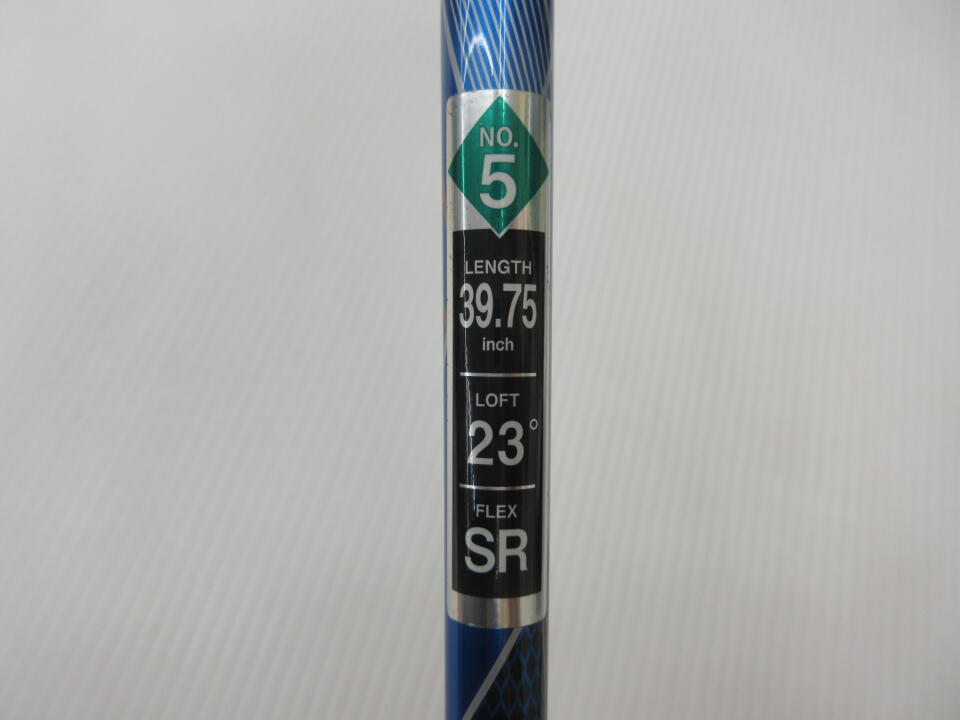 NO.
5
LENGTH
39.75
inch
LOFT
23°
FLEX
SR